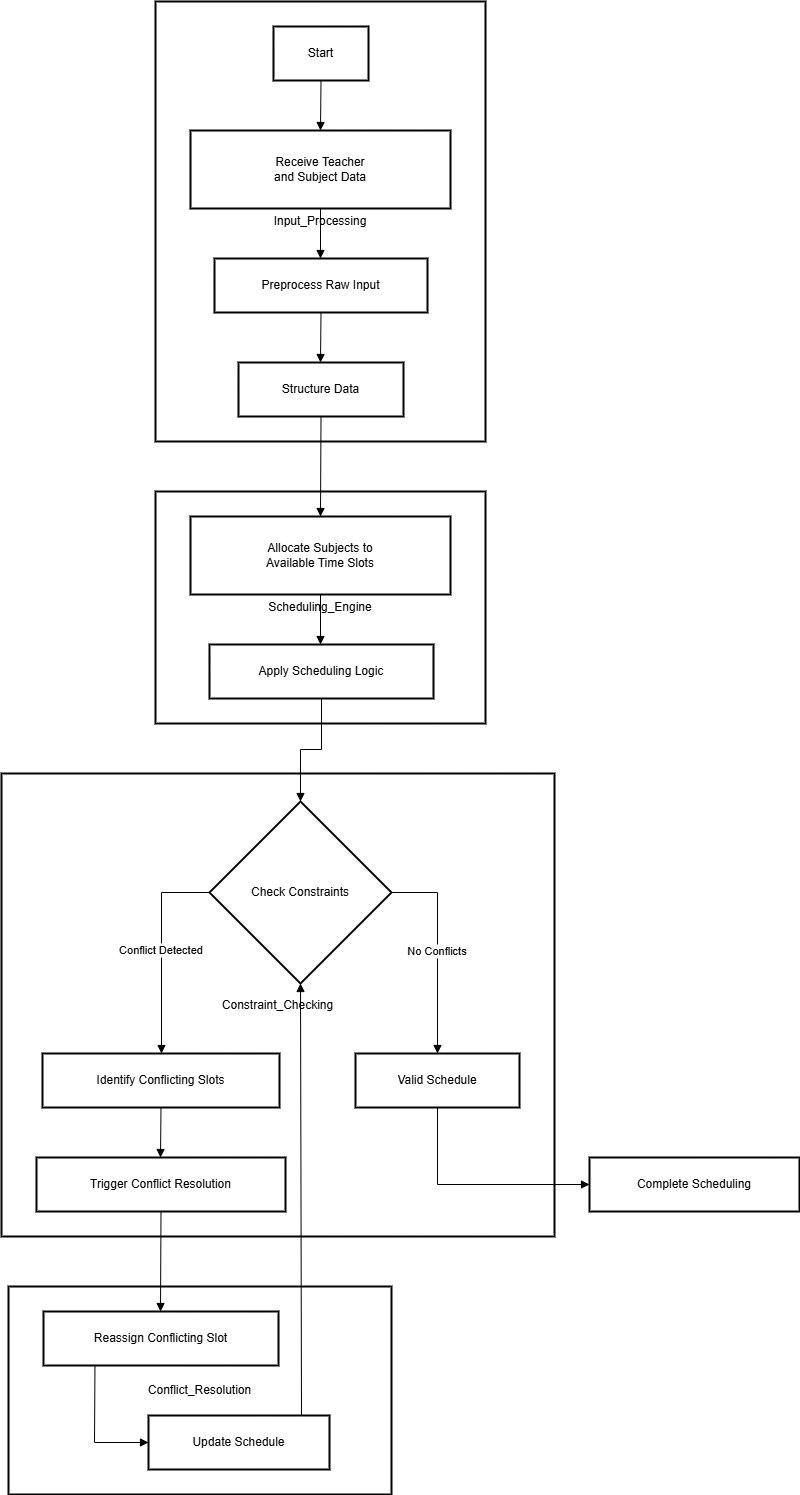 Start
Receive Teacher
and Subject Data
Input_Processing
Preprocess Raw Input
Structure Data
Allocate Subjects to
Available Time Slots
Scheduling_Engine
Apply Scheduling Logic
Check Constraints
Conflict Detected
No Conflicts
Constraint_Checking
Identify Conflicting Slots
Valid Schedule
Trigger Conflict Resolution
Complete Scheduling
Reassign Conflicting Slot
Conflict_Resolution
Update Schedule